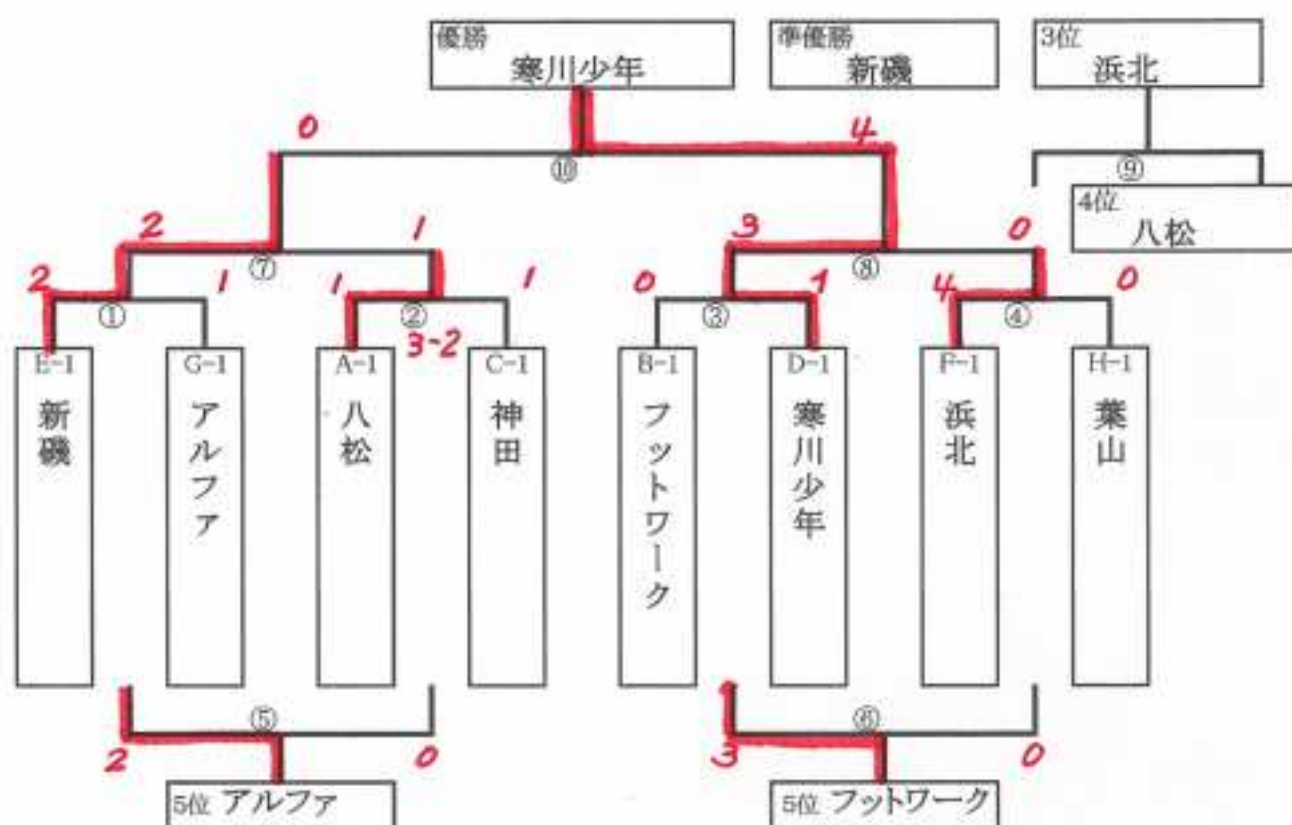 優勝
寒川少年
準優勝
新磯
3位
浜北
0
4
⑩
⑨
4位
八松
2
1
3
0
⑦
⑧
2
1
1
1
0
1
4
0
①
②
③
④
3-2
E-1
G-1
A-1
C-1
B-1
D-1
F-1
H-1
新磯
アルファ
八松
神田
フットワーク
寒川少年
浜北
葉山
⑤
⑥
2
0
3
0
5位 アルファ
5位 フットワーク